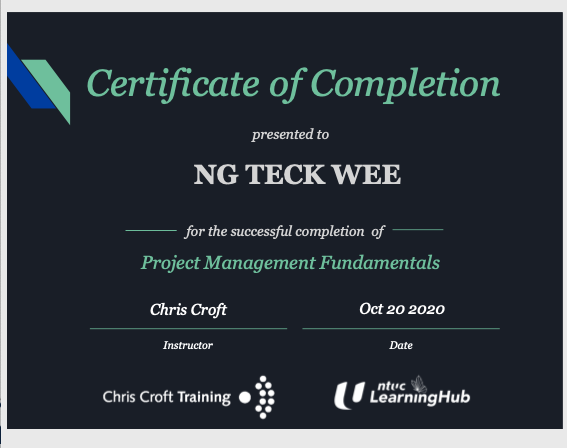 Certificate of Completion
presented to
NG TECK WEE
for the successful completion of
Project Management Fundamentals
Chris Croft
Oct 20 2020
Instructor
Date
Chris Croft Training
ntuc
LearningHub